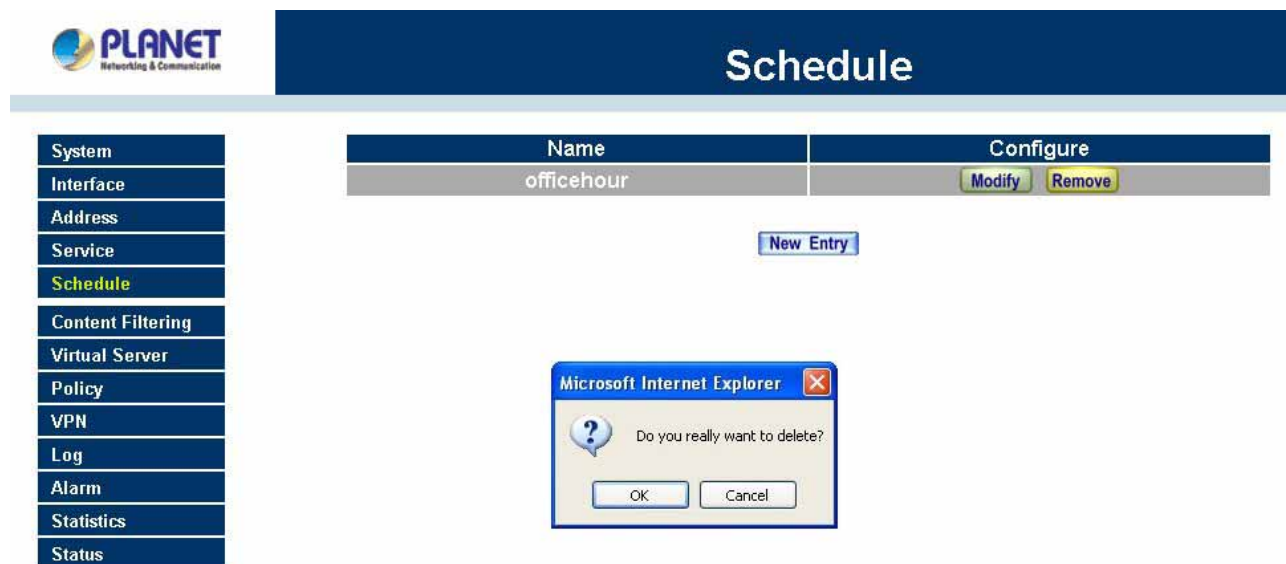 PLANET
Networking & Communication
Schedule
System
Interface
Address
Service
Schedule
Content Filtering
Virtual Server
Policy
VPN
Log
Alarm
Statistics
Status
Name Configure
officehour Modify Remove
New Entry
Microsoft Internet Explorer
Do you really want to delete?
OK Cancel